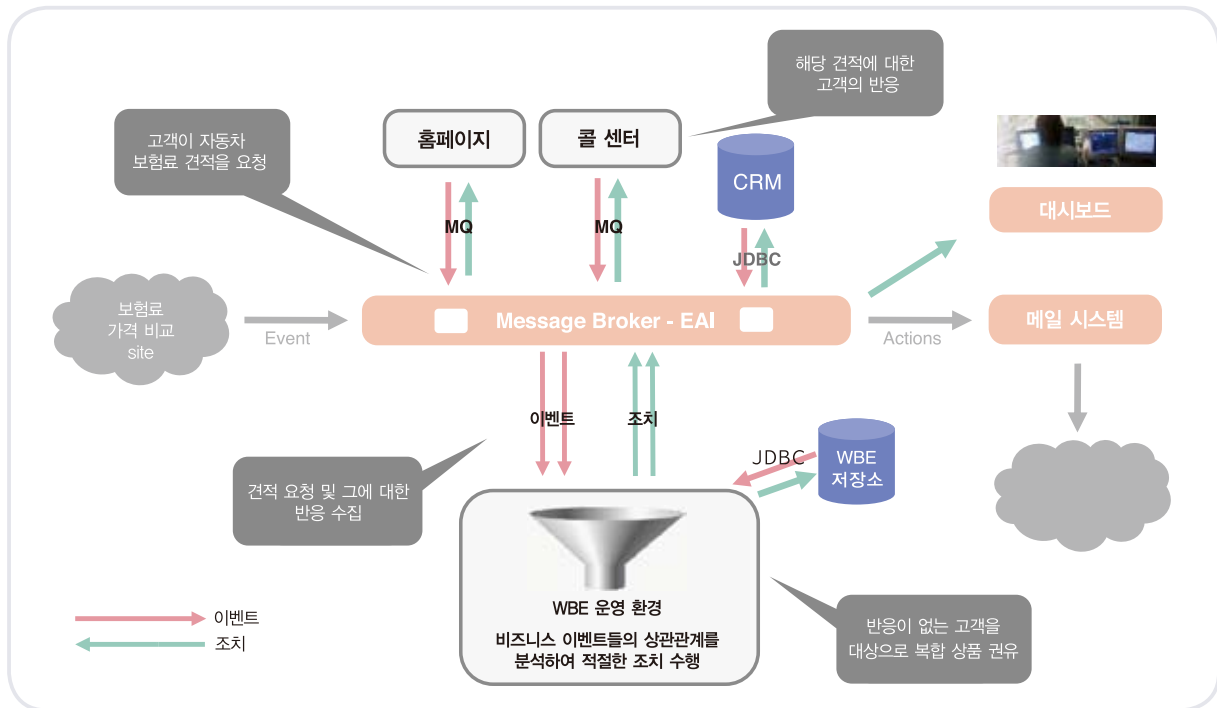 해당 견적에 대한
고객의 반응
고객이 자동차
보험료 견적을 요청
홈페이지
콜 센터
CRM
대시보드
MQ
MQ
JDBC
보험료
가격 비교
site
Event
Message Broker - EAI
Actions
메일 시스템
이벤트
조치
JDBC
WBE
저장소
견적 요청 및 그에 대한
반응 수집
WBE 운영 환경
비즈니스 이벤트들의 상관관계를
분석하여 적절한 조치 수행
반응이 없는 고객을
대상으로 복합 상품 권유
이벤트
조치